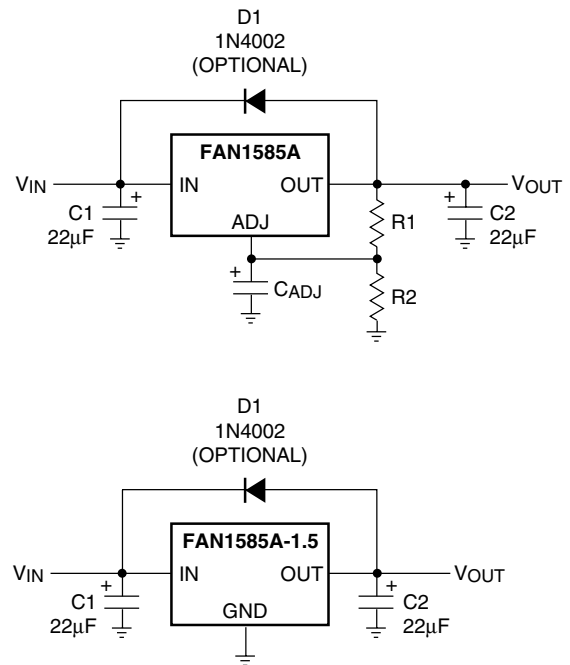 D1
1N4002
(OPTIONAL)
FAN1585A
VIN + IN OUT VOUT
C1
22μF
ADJ
R1
+ C2
22μF
+
CADJ
R2
D1
1N4002
(OPTIONAL)
FAN1585A-1.5
VIN + IN OUT + VOUT
C1
22μF
GND
C2
22μF